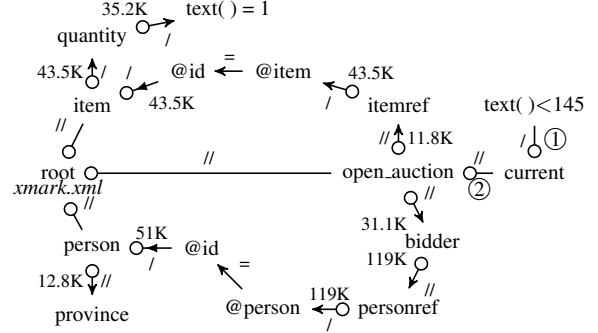 35.2K text( ) = 1
quantity /
43.5K / / @id = @item 43.5K
item 43.5K / itemref text( )<145
// // 11.8K / ①
root // open_auction // current
xmark.xml // // ②
31.1K
person 51K @id bidder
/ = 119K
12.8K // 119K //
@person personref
province /